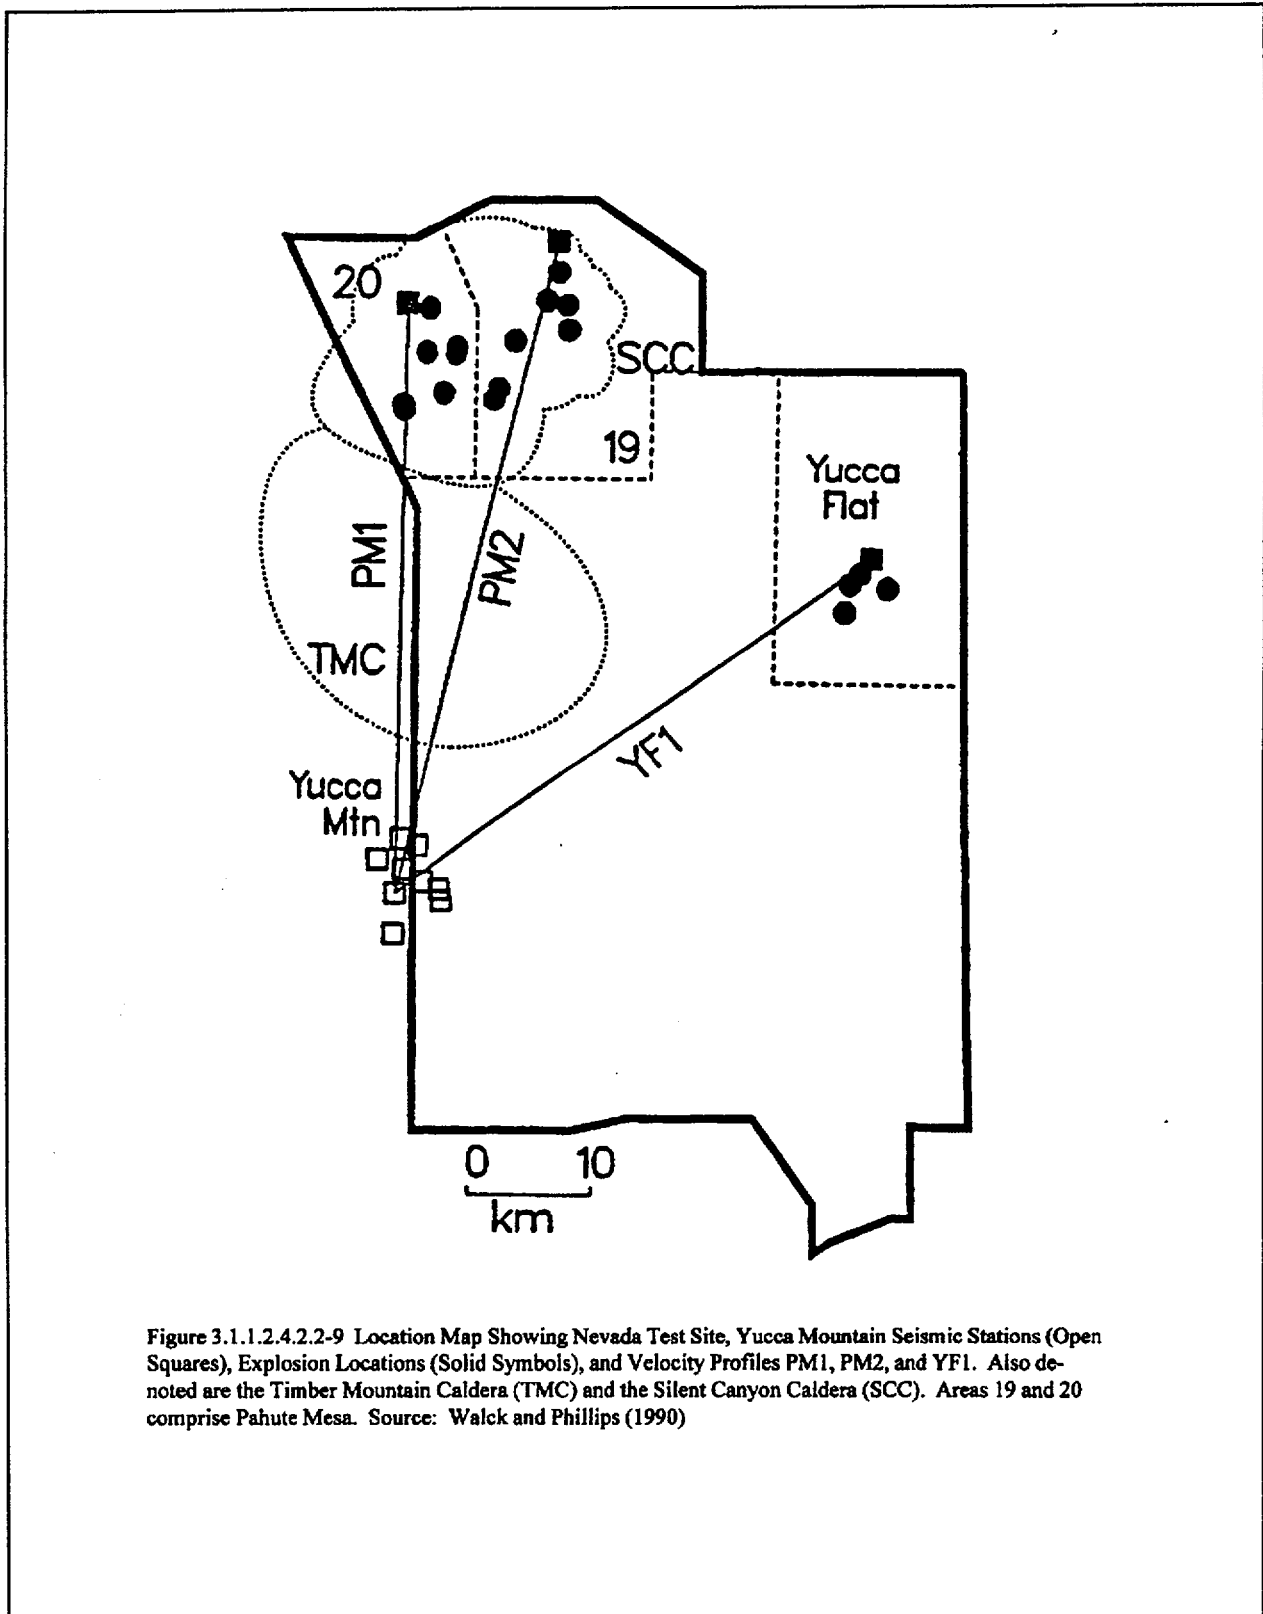 20
SCC
19
Yucca
Flat
PM1
PM2
TMC
YF1
Yucca
Mtn
0 10
km
Figure 3.1.1.2.4.2.2-9 Location Map Showing Nevada Test Site, Yucca Mountain Seismic Stations (Open
Squares), Explosion Locations (Solid Symbols), and Velocity Profiles PM1, PM2, and YF1. Also de-
noted are the Timber Mountain Caldera (TMC) and the Silent Canyon Caldera (SCC). Areas 19 and 20
comprise Pahute Mesa. Source: Walck and Phillips (1990)